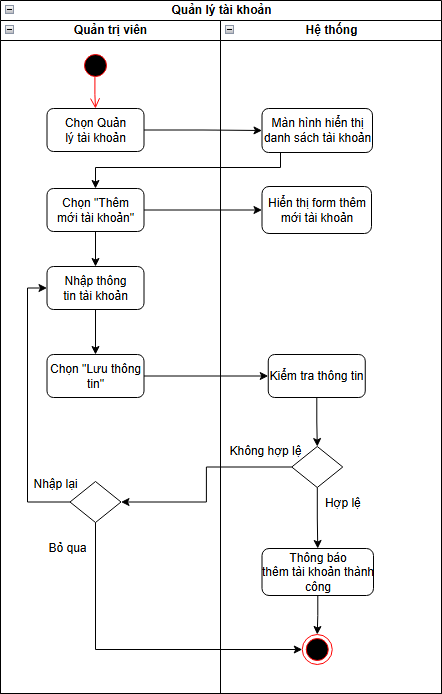 Quản lý tài khoản
Quản trị viên
Hệ thống
Chọn Quản
lý tài khoản
Màn hình hiển thị
danh sách tài khoản
Chọn "Thêm
mới tài khoản"
Hiển thị form thêm
mới tài khoản
Nhập thông
tin tài khoản
Chọn "Lưu thông
tin"
Kiểm tra thông tin
Không hợp lệ
Nhập lại
Hợp lệ
Bỏ qua
Thông báo
thêm tài khoản thành
công